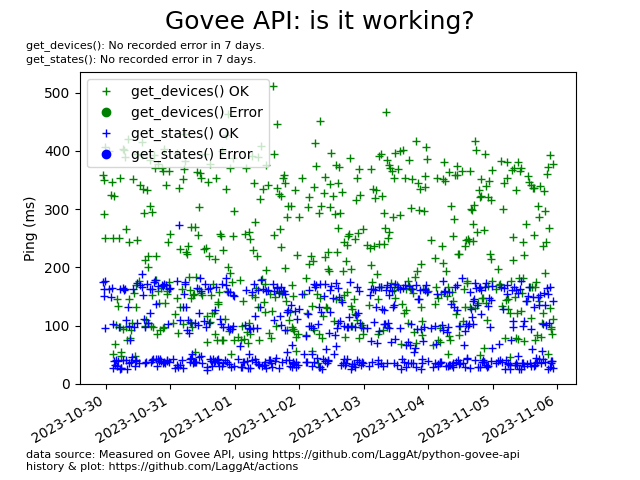 Govee API: is it working?
get_devices(): No recorded error in 7 days.
get_states(): No recorded error in 7 days.
get_devices() OK
get_devices() Error
get_states() OK
get_states() Error
Ping (ms)
500
400
300
200
100
0
2023-10-30
2023-10-31
2023-11-01
2023-11-02
2023-11-03
2023-11-04
2023-11-05
2023-11-06
data source: Measured on Govee API, using https://github.com/LaggAt/python-govee-api
history & plot: https://github.com/LaggAt/actions